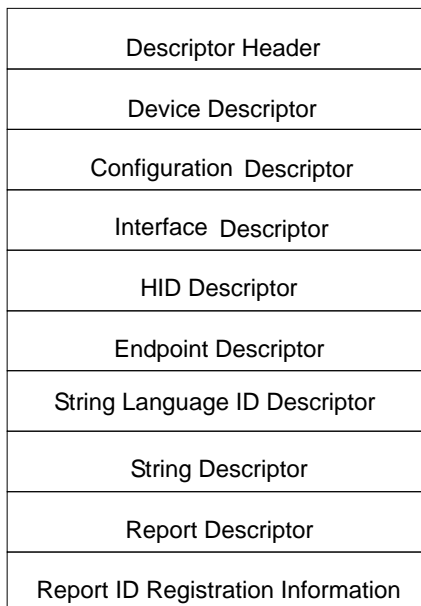 Descriptor Header
Device Descriptor
Configuration Descriptor
Interface Descriptor
HID Descriptor
Endpoint Descriptor
String Language ID Descriptor
String Descriptor
Report Descriptor
Report ID Registration Information